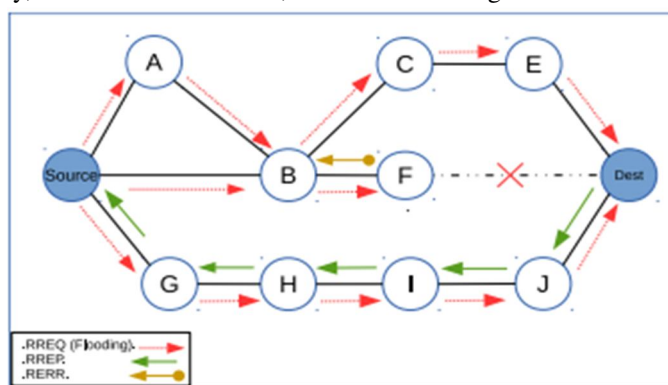 A
C
E
Source
B
F
Dest
G
H
I
J
.RREQ (Flooding).
.RREP.
.RERR.